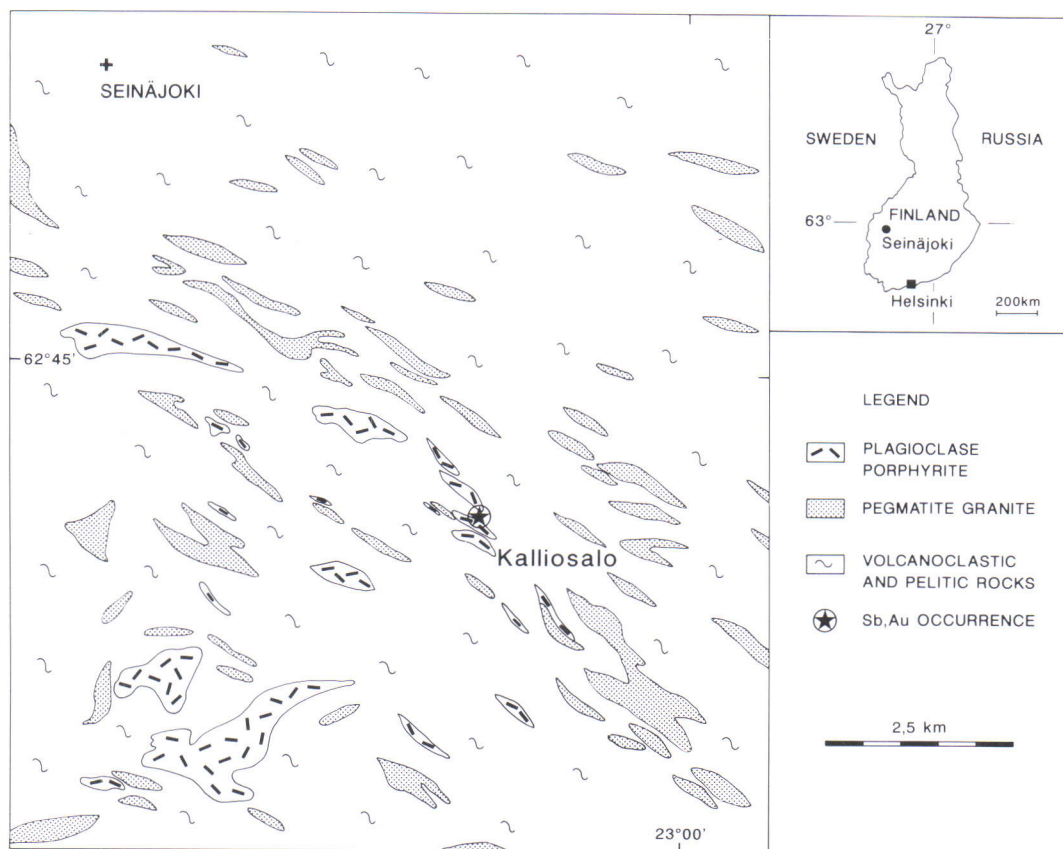 SEINÄJOKI
62°45'
Kalliosalo
23°00'
27°
SWEDEN
RUSSIA
63°
FINLAND
Seinäjoki
Helsinki
200km
LEGEND
PLAGIOCLASE
PORPHYRITE
PEGMATITE GRANITE
VOLCANOCLASTIC
AND PELITIC ROCKS
Sb,Au OCCURRENCE
2,5 km